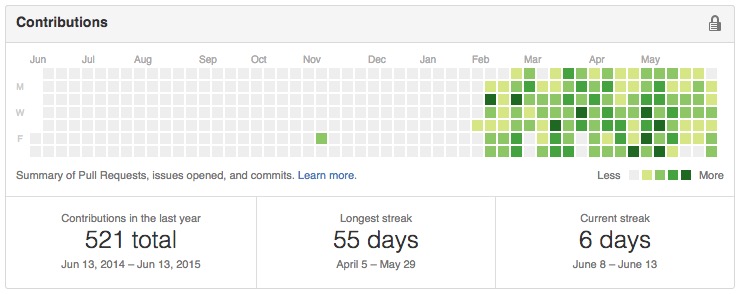 Contributions
Jun Jul Aug Sep Oct Nov Dec Jan Feb Mar Apr May
M
W
F
Summary of Pull Requests, issues opened, and commits. Learn more.
Less More
Contributions in the last year
521 total
Jun 13, 2014 – Jun 13, 2015
Longest streak
55 days
April 5 – May 29
Current streak
6 days
June 8 – June 13